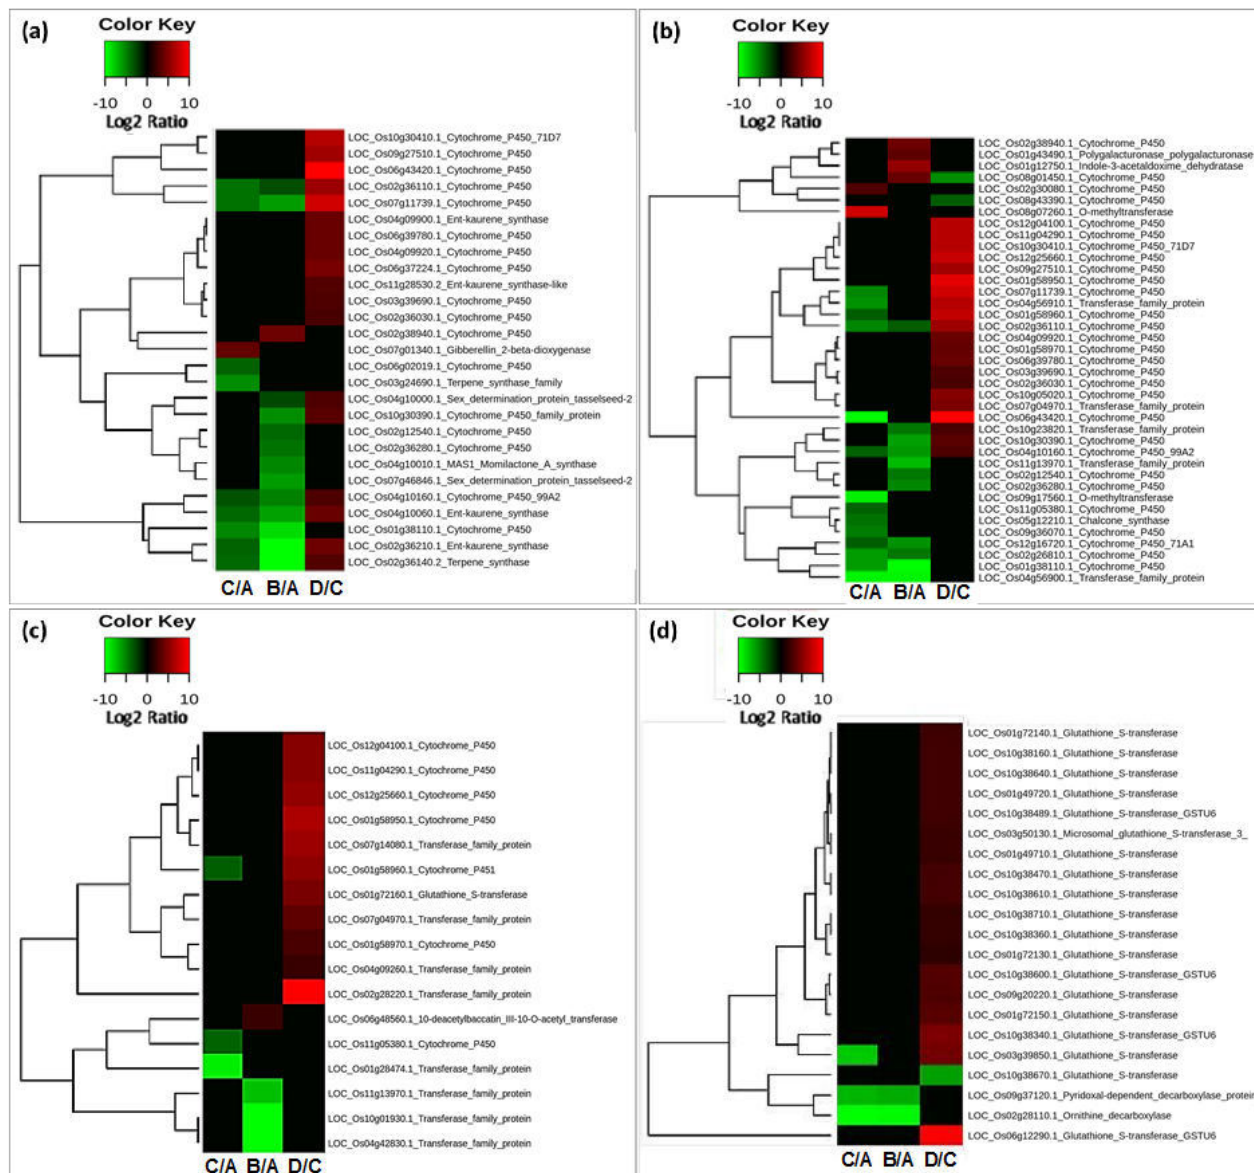 (a)
Color Key
-10 0 10
Log2 Ratio
LOC_Os10g30410.1_Cytochrome_P450_71D7
LOC_Os09g27510.1_Cytochrome_P450
LOC_Os06g43420.1_Cytochrome_P450
LOC_Os02g36110.1_Cytochrome_P450
LOC_Os07g11739.1_Cytochrome_P450
LOC_Os04g09900.1_Ent-kaurene_synthase
LOC_Os06g39780.1_Cytochrome_P450
LOC_Os04g09920.1_Cytochrome_P450
LOC_Os06g37224.1_Cytochrome_P450
LOC_Os11g28530.2_Ent-kaurene_synthase-like
LOC_Os03g39690.1_Cytochrome_P450
LOC_Os02g36030.1_Cytochrome_P450
LOC_Os02g38940.1_Cytochrome_P450
LOC_Os07g01340.1_Gibberellin_2-beta-dioxygenase
LOC_Os06g02019.1_Cytochrome_P450
LOC_Os03g24690.1_Terpene_synthase_family
LOC_Os04g10000.1_Sex_determination_protein_tasselseed-2
LOC_Os10g30390.1_Cytochrome_P450_family_protein
LOC_Os02g12540.1_Cytochrome_P450
LOC_Os02g36280.1_Cytochrome_P450
LOC_Os04g10010.1_MAS1_Momilactone_A_synthase
LOC_Os07g46846.1_Sex_determination_protein_tasselseed-2
LOC_Os04g10160.1_Cytochrome_P450_99A2
LOC_Os04g10060.1_Ent-kaurene_synthase
LOC_Os01g38110.1_Cytochrome_P450
LOC_Os02g36210.1_Ent-kaurene_synthase
LOC_Os02g36140.2_Terpene_synthase
C/A B/A D/C
(b)
Color Key
-10 0 10
Log2 Ratio
LOC_Os02g38940.1_Cytochrome_P450
LOC_Os01g43490.1_Polygalacturonase_polygalacturonase
LOC_Os01g12750.1_Indole-3-acetaldoxime_dehydratase
LOC_Os08g01450.1_Cytochrome_P450
LOC_Os02g30080.1_Cytochrome_P450
LOC_Os08g43390.1_Cytochrome_P450
LOC_Os08g07260.1_O-methyltransferase
LOC_Os12g04100.1_Cytochrome_P450
LOC_Os11g04290.1_Cytochrome_P450
LOC_Os10g30410.1_Cytochrome_P450_71D7
LOC_Os12g25660.1_Cytochrome_P450
LOC_Os09g27510.1_Cytochrome_P450
LOC_Os01g58950.1_Cytochrome_P450
LOC_Os07g11739.1_Cytochrome_P450
LOC_Os04g56910.1_Transferase_family_protein
LOC_Os01g58960.1_Cytochrome_P450
LOC_Os02g36110.1_Cytochrome_P450
LOC_Os04g09920.1_Cytochrome_P450
LOC_Os01g58970.1_Cytochrome_P450
LOC_Os06g39780.1_Cytochrome_P450
LOC_Os03g39690.1_Cytochrome_P450
LOC_Os02g36030.1_Cytochrome_P450
LOC_Os10g05020.1_Cytochrome_P450
LOC_Os07g04970.1_Transferase_family_protein
LOC_Os06g43420.1_Cytochrome_P450
LOC_Os10g23820.1_Transferase_family_protein
LOC_Os10g30390.1_Cytochrome_P450
LOC_Os04g10160.1_Cytochrome_P450_99A2
LOC_Os11g13970.1_Transferase_family_protein
LOC_Os02g12540.1_Cytochrome_P450
LOC_Os02g36280.1_Cytochrome_P450
LOC_Os09g17560.1_O-methyltransferase
LOC_Os11g05380.1_Cytochrome_P450
LOC_Os05g12210.1_Chalcone_synthase
LOC_Os09g36070.1_Cytochrome_P450
LOC_Os12g16720.1_Cytochrome_P450_71A1
LOC_Os02g26810.1_Cytochrome_P450
LOC_Os01g38110.1_Cytochrome_P450
LOC_Os04g56900.1_Transferase_family_protein
C/A B/A D/C
(c)
Color Key
-10 0 10
Log2 Ratio
LOC_Os12g04100.1_Cytochrome_P450
LOC_Os11g04290.1_Cytochrome_P450
LOC_Os12g25660.1_Cytochrome_P450
LOC_Os01g58950.1_Cytochrome_P450
LOC_Os07g14080.1_Transferase_family_protein
LOC_Os01g58960.1_Cytochrome_P451
LOC_Os01g72160.1_Glutathione_S-transferase
LOC_Os07g04970.1_Transferase_family_protein
LOC_Os01g58970.1_Cytochrome_P450
LOC_Os04g09260.1_Transferase_family_protein
LOC_Os02g28220.1_Transferase_family_protein
LOC_Os06g48560.1_10-deacetylbaccatin_III-10-O-acetyl_transferase
LOC_Os11g05380.1_Cytochrome_P450
LOC_Os01g28474.1_Transferase_family_protein
LOC_Os11g13970.1_Transferase_family_protein
LOC_Os10g01930.1_Transferase_family_protein
LOC_Os04g42830.1_Transferase_family_protein
C/A B/A D/C
(d)
Color Key
-10 0 10
Log2 Ratio
LOC_Os01g72140.1_Glutathione_S-transferase
LOC_Os10g38160.1_Glutathione_S-transferase
LOC_Os10g38640.1_Glutathione_S-transferase
LOC_Os01g49720.1_Glutathione_S-transferase
LOC_Os10g38489.1_Glutathione_S-transferase_GSTU6
LOC_Os03g50130.1_Microsomal_glutathione_S-transferase_3_
LOC_Os01g49710.1_Glutathione_S-transferase
LOC_Os10g38470.1_Glutathione_S-transferase
LOC_Os10g38610.1_Glutathione_S-transferase
LOC_Os10g38710.1_Glutathione_S-transferase
LOC_Os10g38360.1_Glutathione_S-transferase
LOC_Os01g72130.1_Glutathione_S-transferase
LOC_Os10g38600.1_Glutathione_S-transferase_GSTU6
LOC_Os09g20220.1_Glutathione_S-transferase
LOC_Os01g72150.1_Glutathione_S-transferase
LOC_Os10g38340.1_Glutathione_S-transferase_GSTU6
LOC_Os03g39850.1_Glutathione_S-transferase
LOC_Os10g38670.1_Glutathione_S-transferase
LOC_Os09g37120.1_Pyridoxal-dependent_decarboxylase_protein
LOC_Os02g28110.1_Ornithine_decarboxylase
LOC_Os06g12290.1_Glutathione_S-transferase_GSTU6
C/A B/A D/C